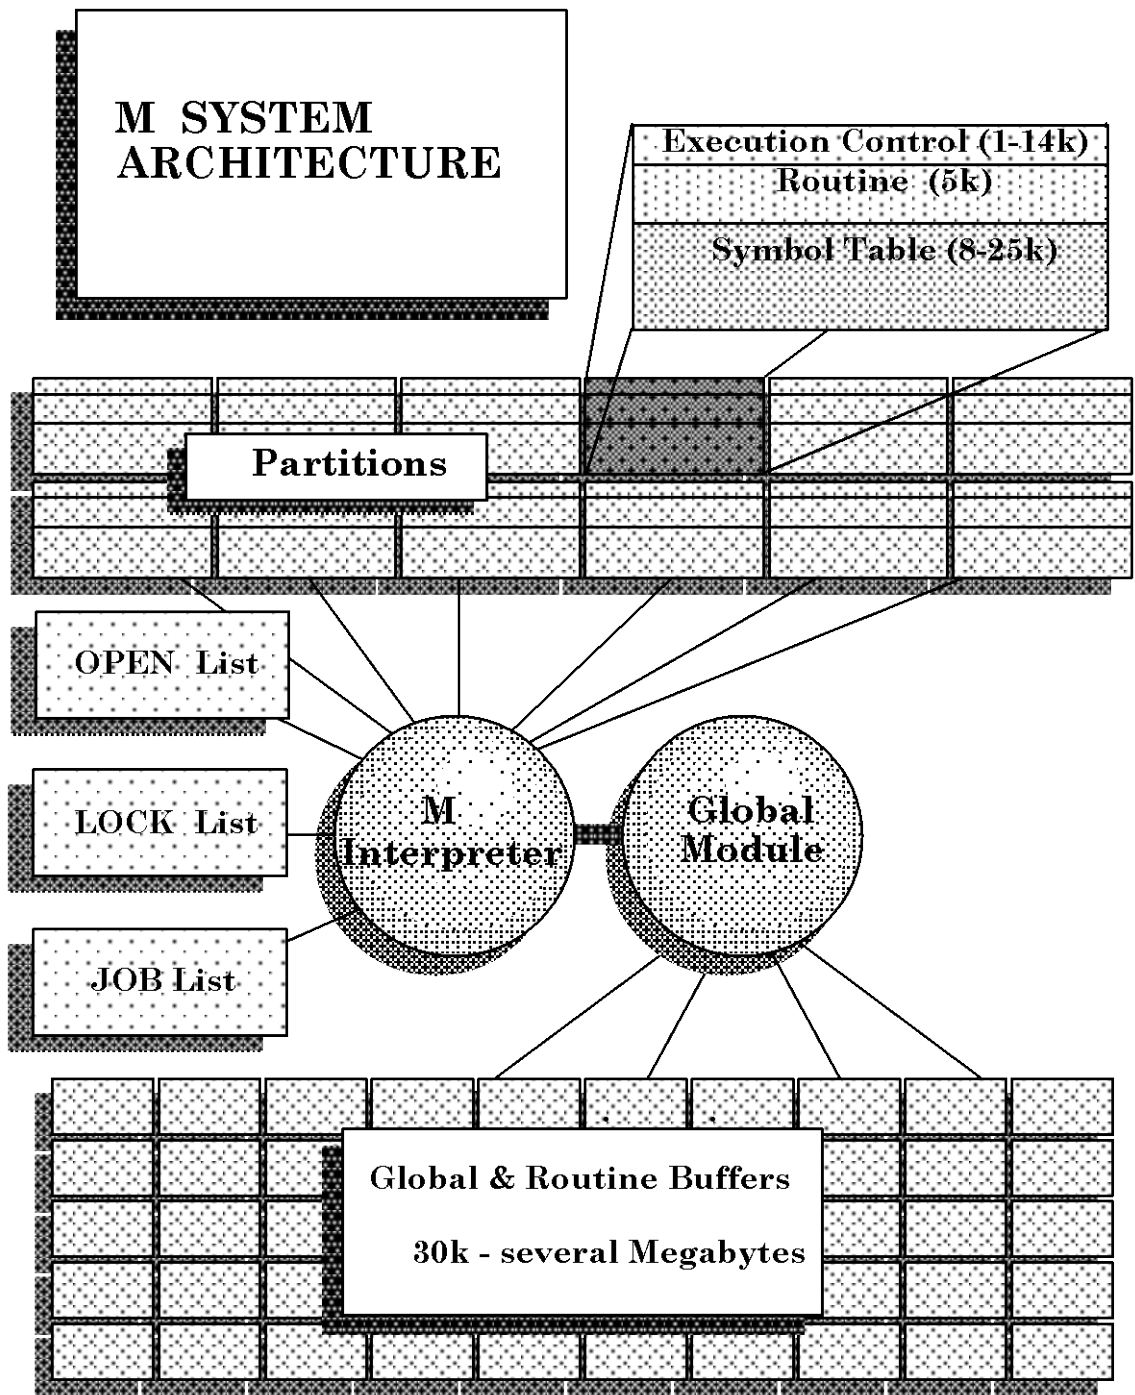 M SYSTEM
ARCHITECTURE
Execution Control (1-14k)
Routine (5k)
Symbol Table (8-25k)
Partitions
OPEN List
LOCK List
JOB List
M
Interpreter
Global
Module
Global & Routine Buffers
30k - several Megabytes